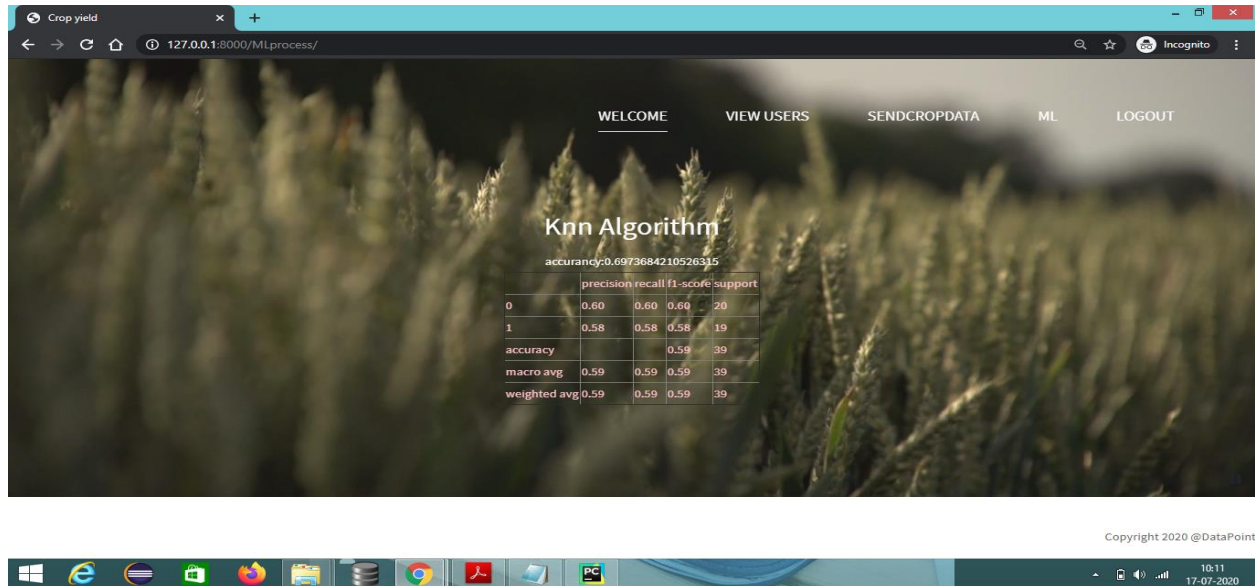 Crop yield
127.0.0.1:8000/MLprocess/
Incognito
WELCOME VIEW USERS SENDCROPDATA ML LOGOUT
Knn Algorithm
accurancy:0.6973684210526315
precision recall f1-score support
0 0.60 0.60 0.60 20
1 0.58 0.58 0.58 19
accuracy 0.59 39
macro avg 0.59 0.59 0.59 39
weighted avg 0.59 0.59 0.59 39
Copyright 2020 @DataPoint
PC
10:11
17-07-2020